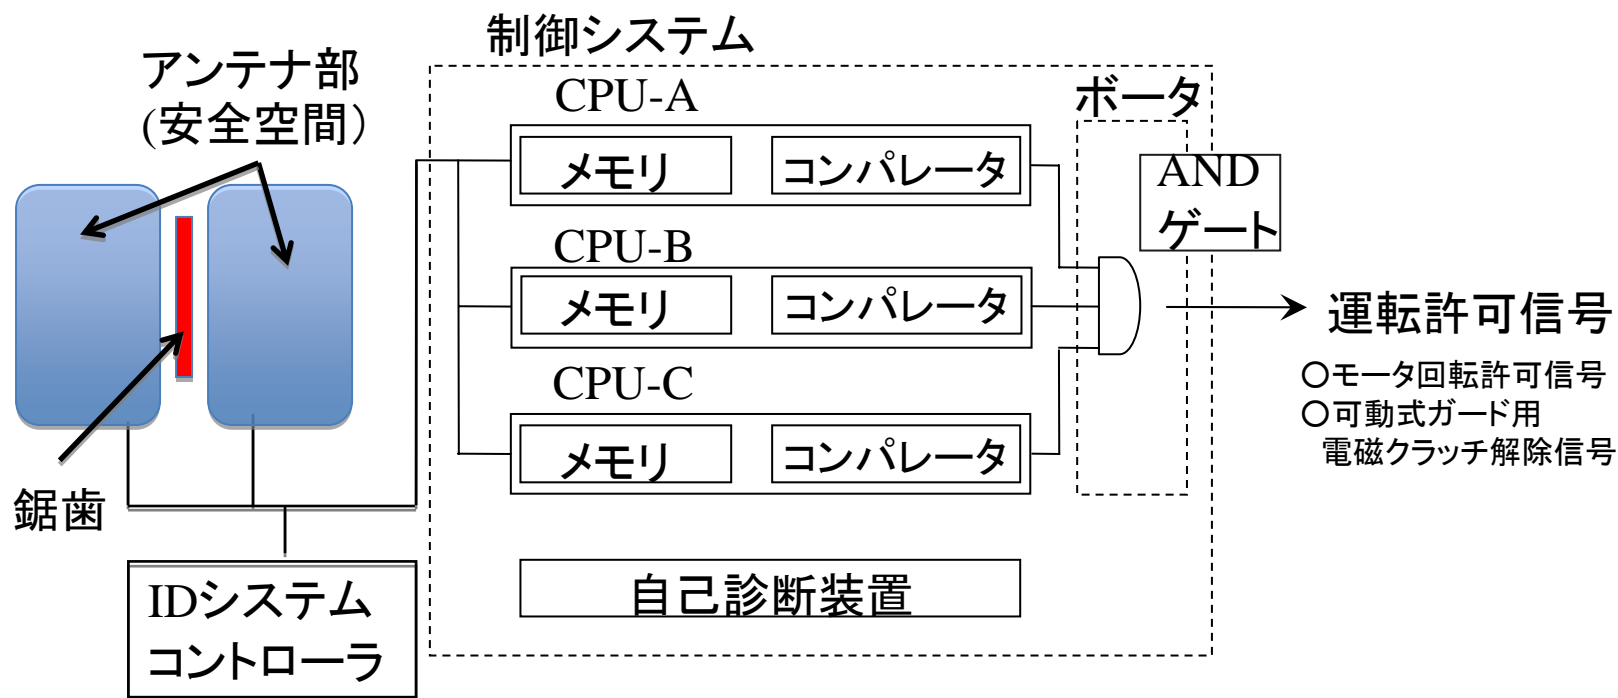 制御システム
アンテナ部
(安全空間）
CPU-A
メモリ
コンパレータ
ボータ
AND
ゲート
CPU-B
メモリ
コンパレータ
運転許可信号
○モータ回転許可信号
○可動式ガード用
電磁クラッチ解除信号
CPU-C
メモリ
コンパレータ
鋸歯
IDシステム
コントローラ
自己診断装置